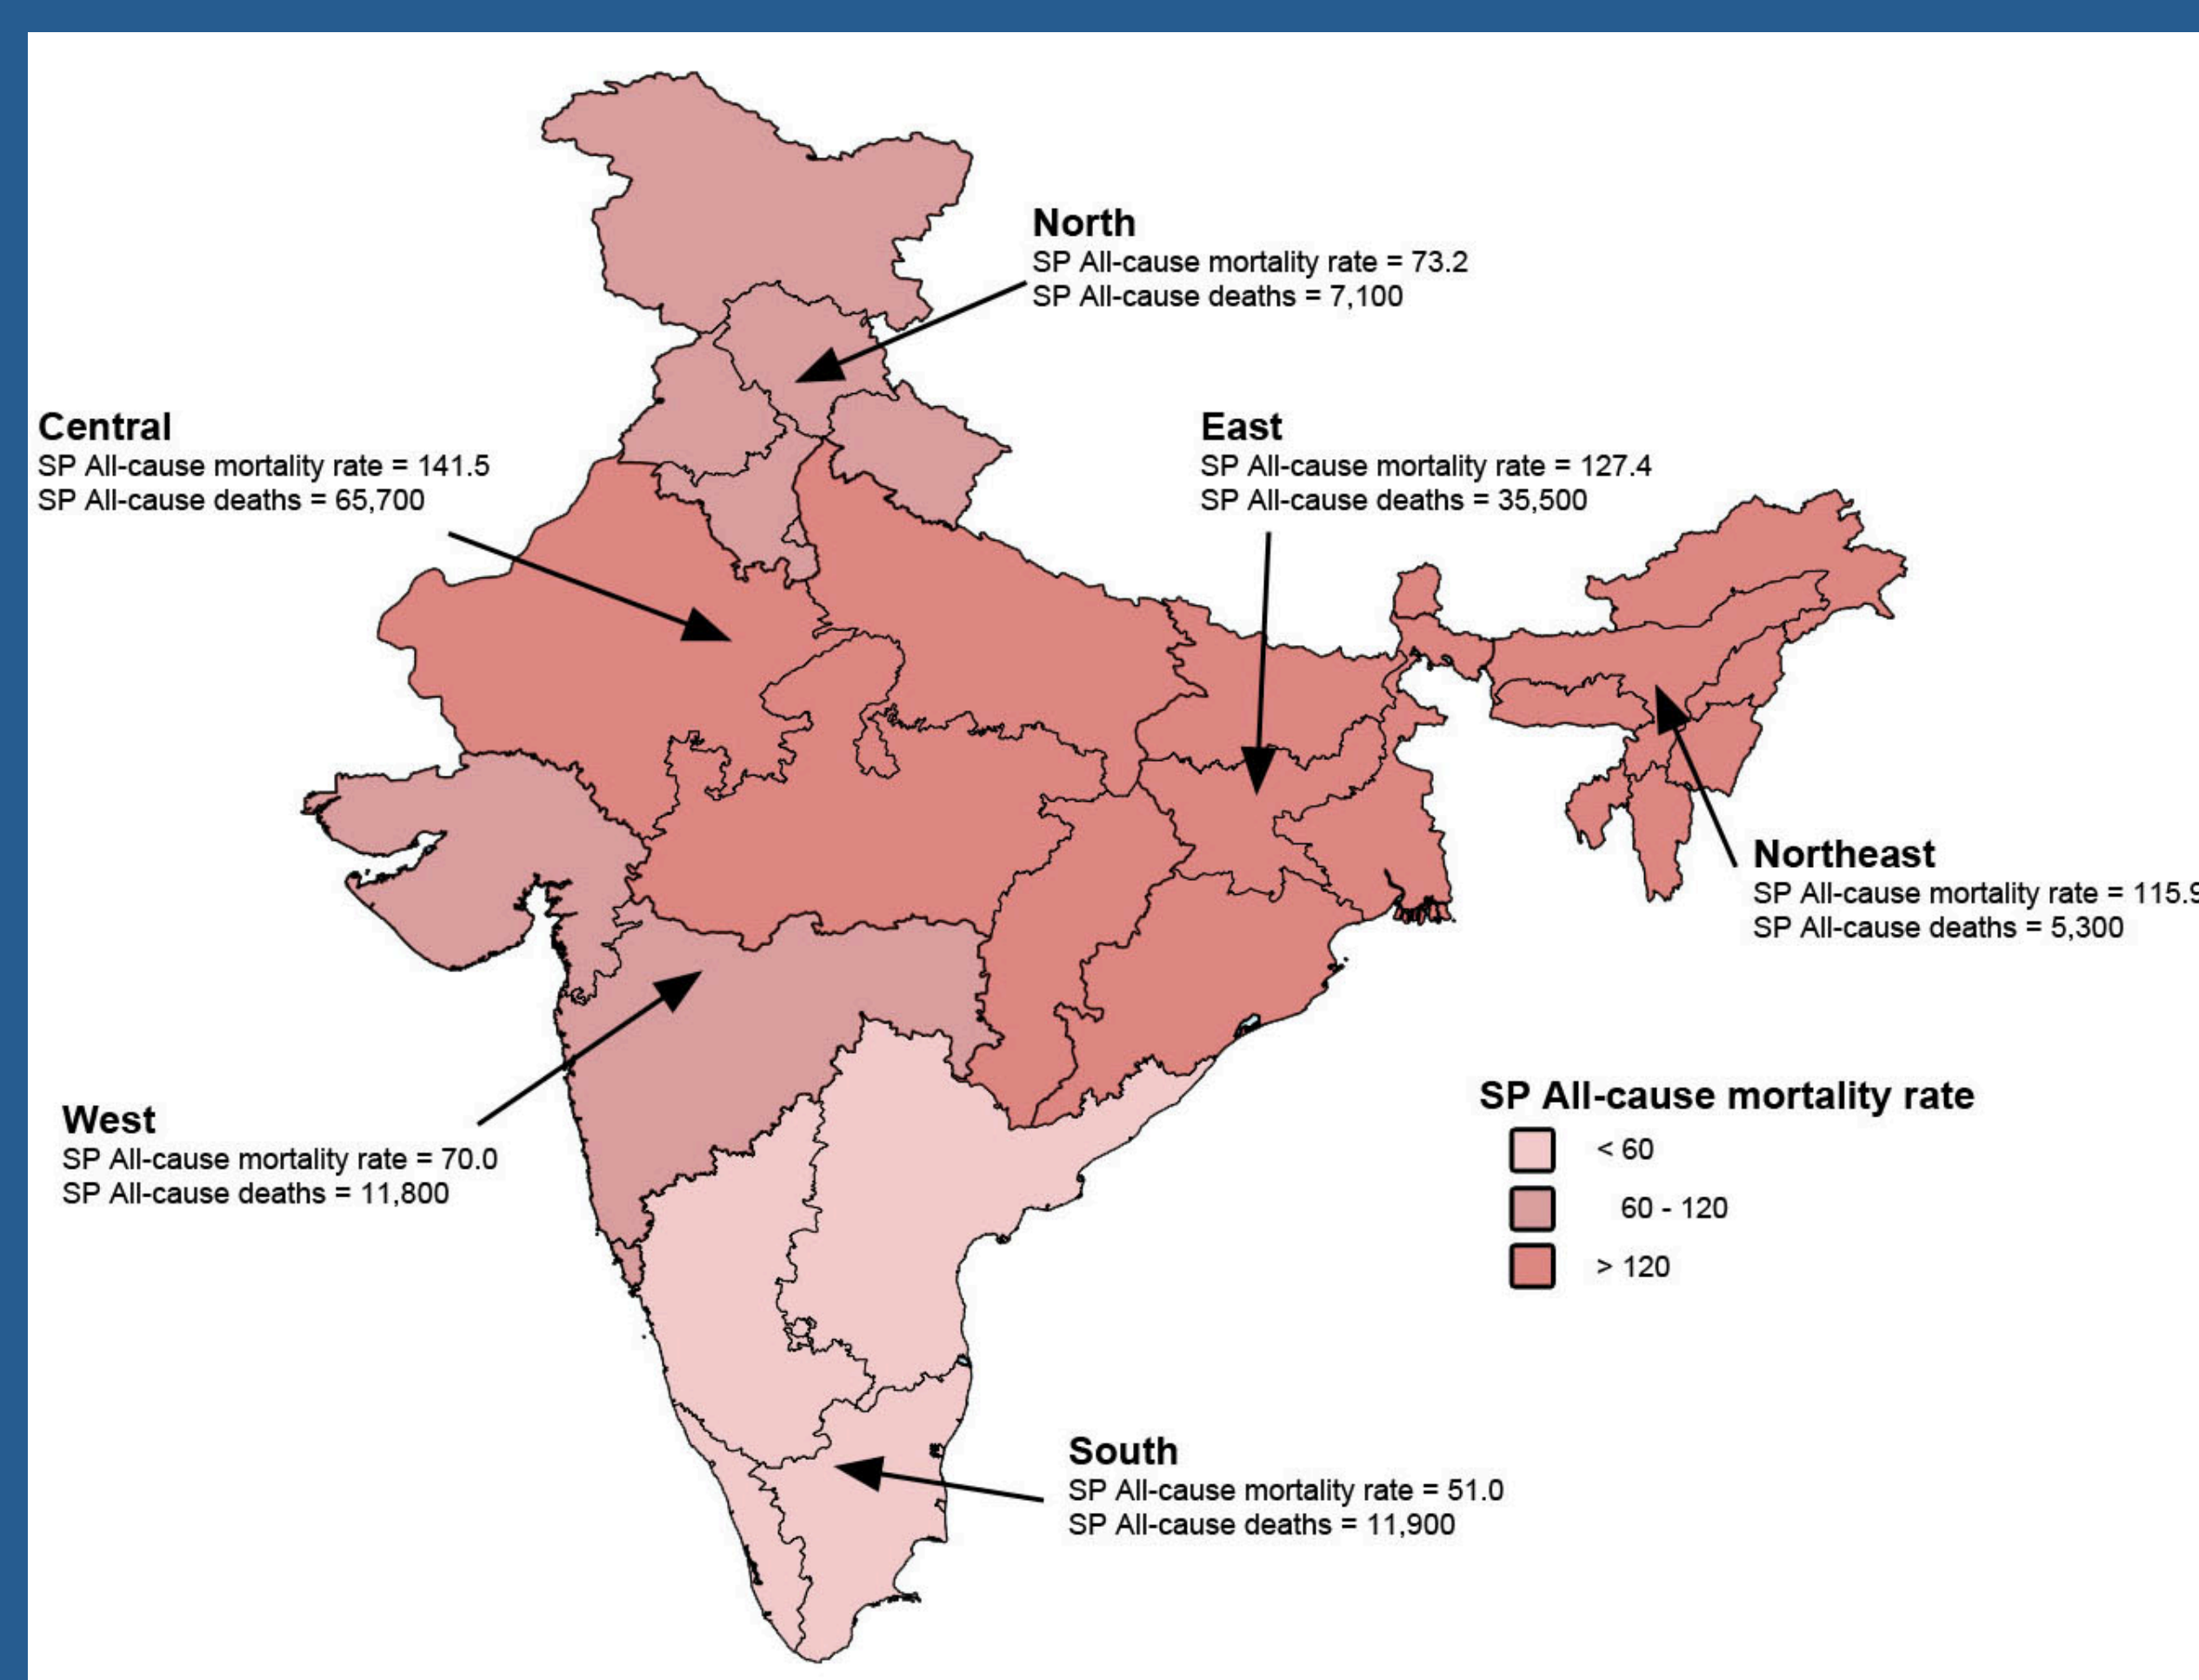 North
SP All-cause mortality rate = 73.2
SP All-cause deaths = 7,100
Central
SP All-cause mortality rate = 141.5
SP All-cause deaths = 65,700
East
SP All-cause mortality rate = 127.4
SP All-cause deaths = 35,500
Northeast
SP All-cause mortality rate = 115.9
SP All-cause deaths = 5,300
West
SP All-cause mortality rate = 70.0
SP All-cause deaths = 11,800
SP All-cause mortality rate
< 60
60 - 120
> 120
South
SP All-cause mortality rate = 51.0
SP All-cause deaths = 11,900